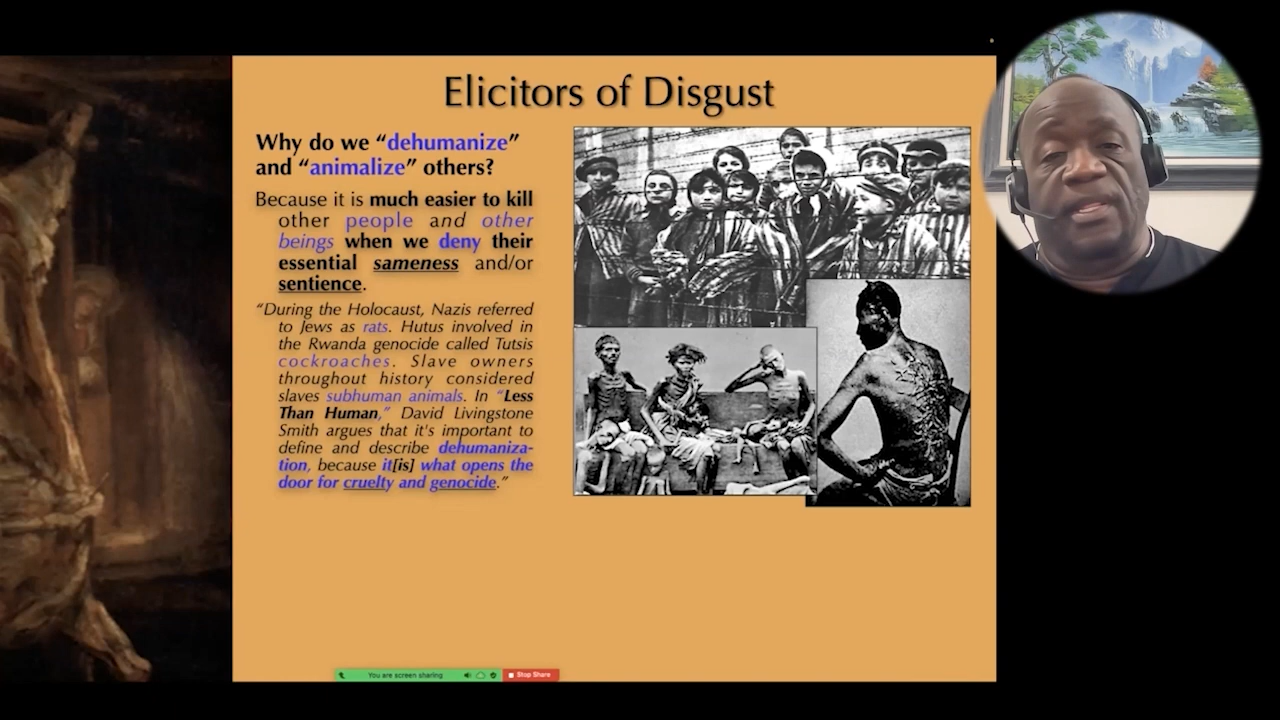 Elicitors of Disgust
Why do we “dehumanize”
and “animalize” others?
Because it is much easier to kill
other people and other
beings when we deny their
essential sameness and/or
sentience.
“During the Holocaust, Nazis referred
to Jews as rats. Hutus involved in
the Rwanda genocide called Tutsis
cockroaches. Slave owners
throughout history considered
slaves subhuman animals. In “Less
Than Human,” David Livingstone
Smith argues that it's important to
define and describe dehumaniza-
tion, because it[is] what opens the
door for cruelty and genocide.”
You are screen sharing
Stop Share